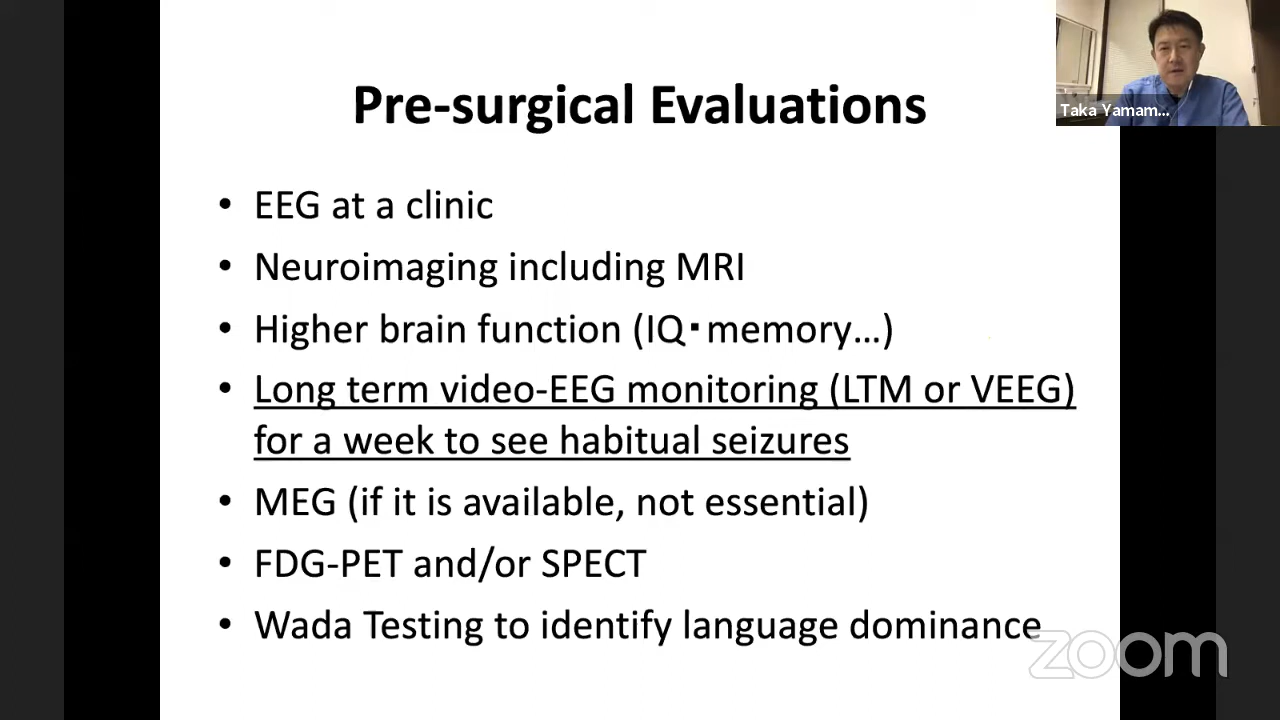 Pre-surgical Evaluations
Taka Yamam...
• EEG at a clinic
• Neuroimaging including MRI
• Higher brain function (IQ･memory…)
• Long term video-EEG monitoring (LTM or VEEG)
for a week to see habitual seizures
• MEG (if it is available, not essential)
• FDG-PET and/or SPECT
• Wada Testing to identify language dominance
zoom